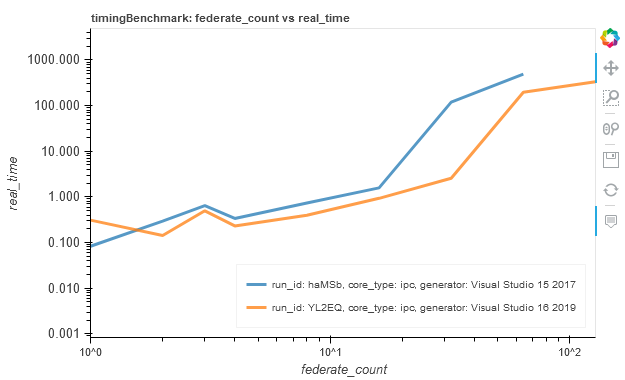 timingBenchmark: federate_count vs real_time
1000.000
100.000
10.000
1.000
0.100
0.010
0.001
real_time
run_id: haMSb, core_type: ipc, generator: Visual Studio 15 2017
run_id: YL2EQ, core_type: ipc, generator: Visual Studio 16 2019
10^0
10^1
10^2
federate_count